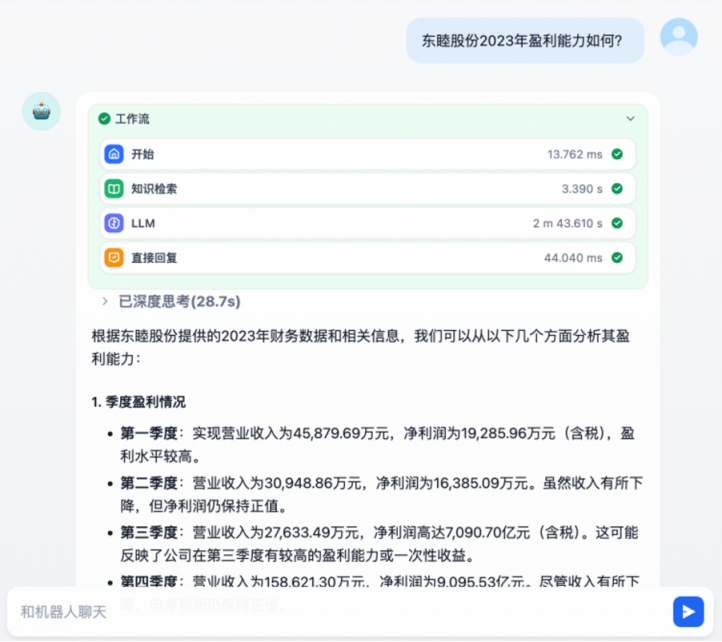 东睦股份2023年盈利能力如何?
工作流
开始 13.762 ms
知识检索 3.390 s
LLM 2 m 43.610 s
直接回复 44.040 ms
已深度思考(28.7s)
根据东睦股份提供的2023年财务数据和相关信息，我们可以从以下几个方面分析其盈
利能力：
1. 季度盈利情况
• 第一季度：实现营业收入为45,879.69万元，净利润为19,285.96万元（含税），盈
利水平较高。
• 第二季度：营业收入为30,948.86万元，净利润为16,385.09万元。虽然收入有所下
降，但净利润仍保持正值。
• 第三季度：营业收入为27,633.49万元，净利润高达7,090.70亿元（含税）。这可能
反映了公司在第三季度有较高的盈利能力或一次性收益。
• 第四季度：营业收入为158,621.30万元，净利润为9,095.53亿元。尽管收入有所下
降，但净利润仍保持正值。
和机器人聊天